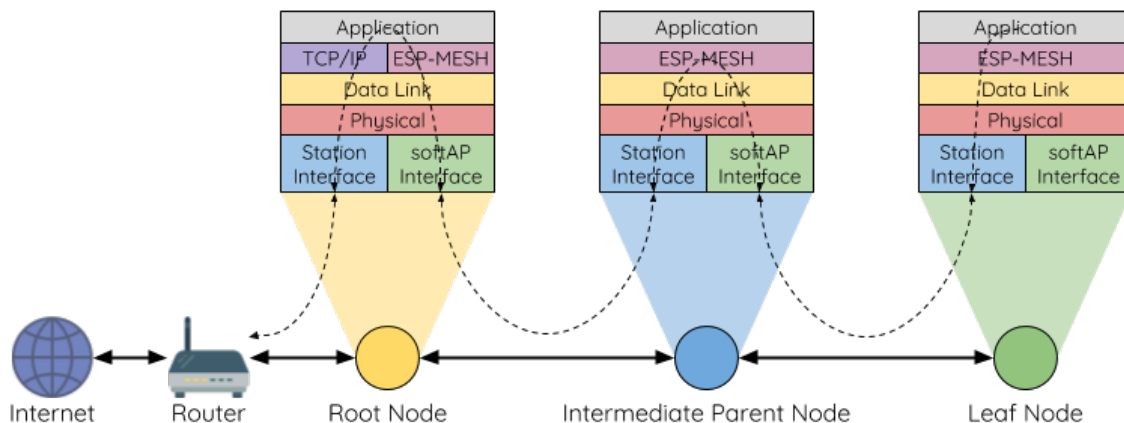 Application
TCP/IP ESP-MESH
Data Link
Physical
Station Interface
softAP Interface
Application
ESP-MESH
Data Link
Physical
Station Interface
softAP Interface
Application
ESP-MESH
Data Link
Physical
Station Interface
softAP Interface
Internet
Router
Root Node
Intermediate Parent Node
Leaf Node